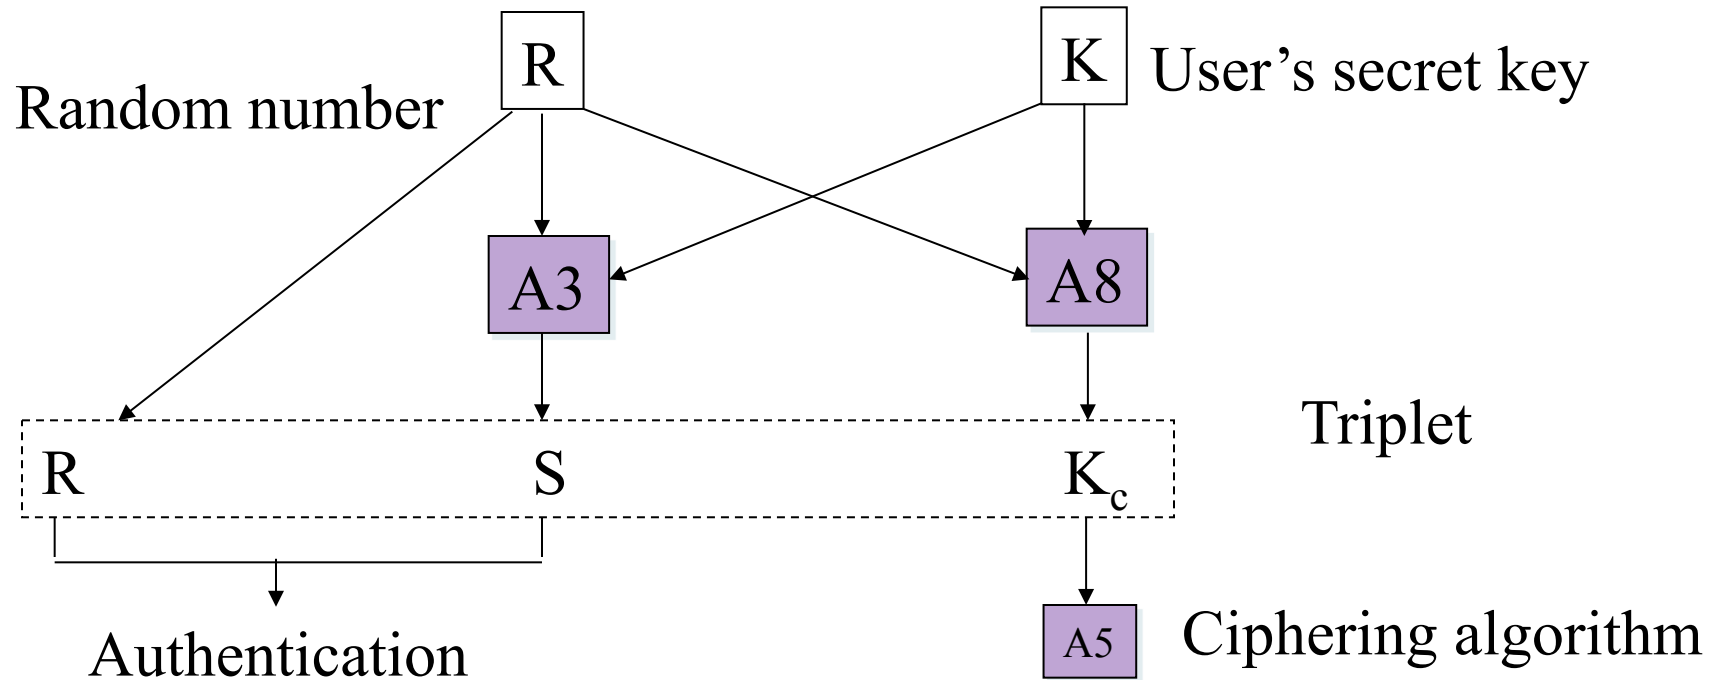 R
K
User’s secret key
Random number
A3
A8
Triplet
R
S
Kc
Authentication
A5
Ciphering algorithm